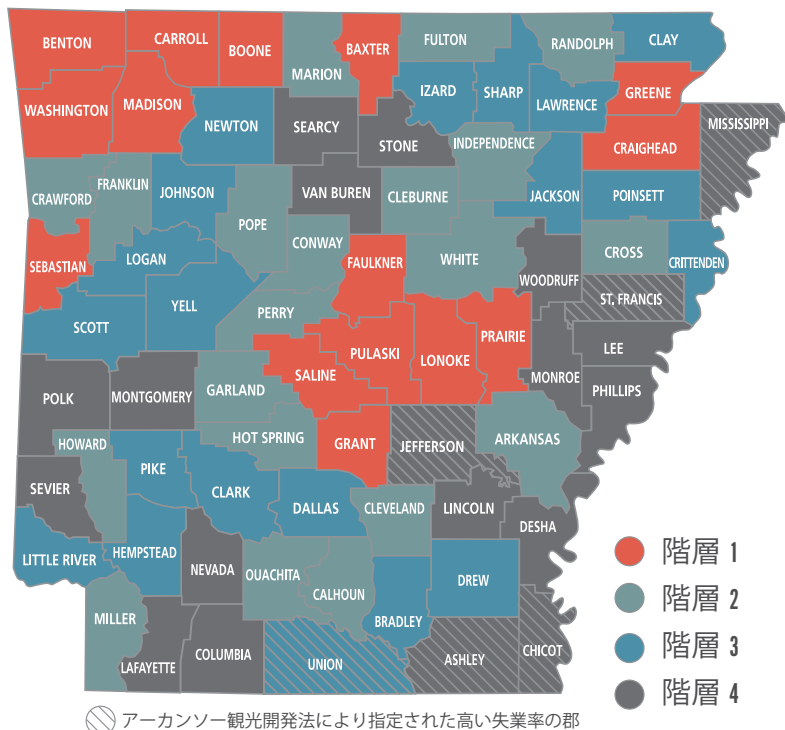 BENTON
CARROLL
BOONE
BAXTER
FULTON
RANDOLPH
CLAY
MARION
WASHINGTON
MADISON
NEWTON
SEARCY
STONE
IZARD
SHARP
LAWRENCE
GREENE
MISSISSIPPI
CRAIGHEAD
INDEPENDENCE
CRAWFORD
FRANKLIN
JOHNSON
POPE
VAN BUREN
CLEBURNE
JACKSON
POINSETT
SEBASTIAN
LOGAN
CONWAY
FAULKNER
WHITE
WOODRUFF
CROSS
CRITTENDEN
ST. FRANCIS
SCOTT
YELL
PERRY
PULASKI
LONOKE
PRAIRIE
SALINE
LEE
MONROE
PHILLIPS
POLK
MONTGOMERY
GARLAND
HOWARD
HOT SPRING
GRANT
JEFFERSON
ARKANSAS
SEVIER
PIKE
CLARK
DALLAS
CLEVELAND
LINCOLN
DESHA
LITTLE RIVER
HEMPSTEAD
NEVADA
OUACHITA
CALHOUN
BRADLEY
DREW
MILLER
LAFAYETTE
COLUMBIA
UNION
ASHLEY
CHICOT
階層 1
階層 2
階層 3
階層 4
アーカンソー観光開発法により指定された高い失業率の郡